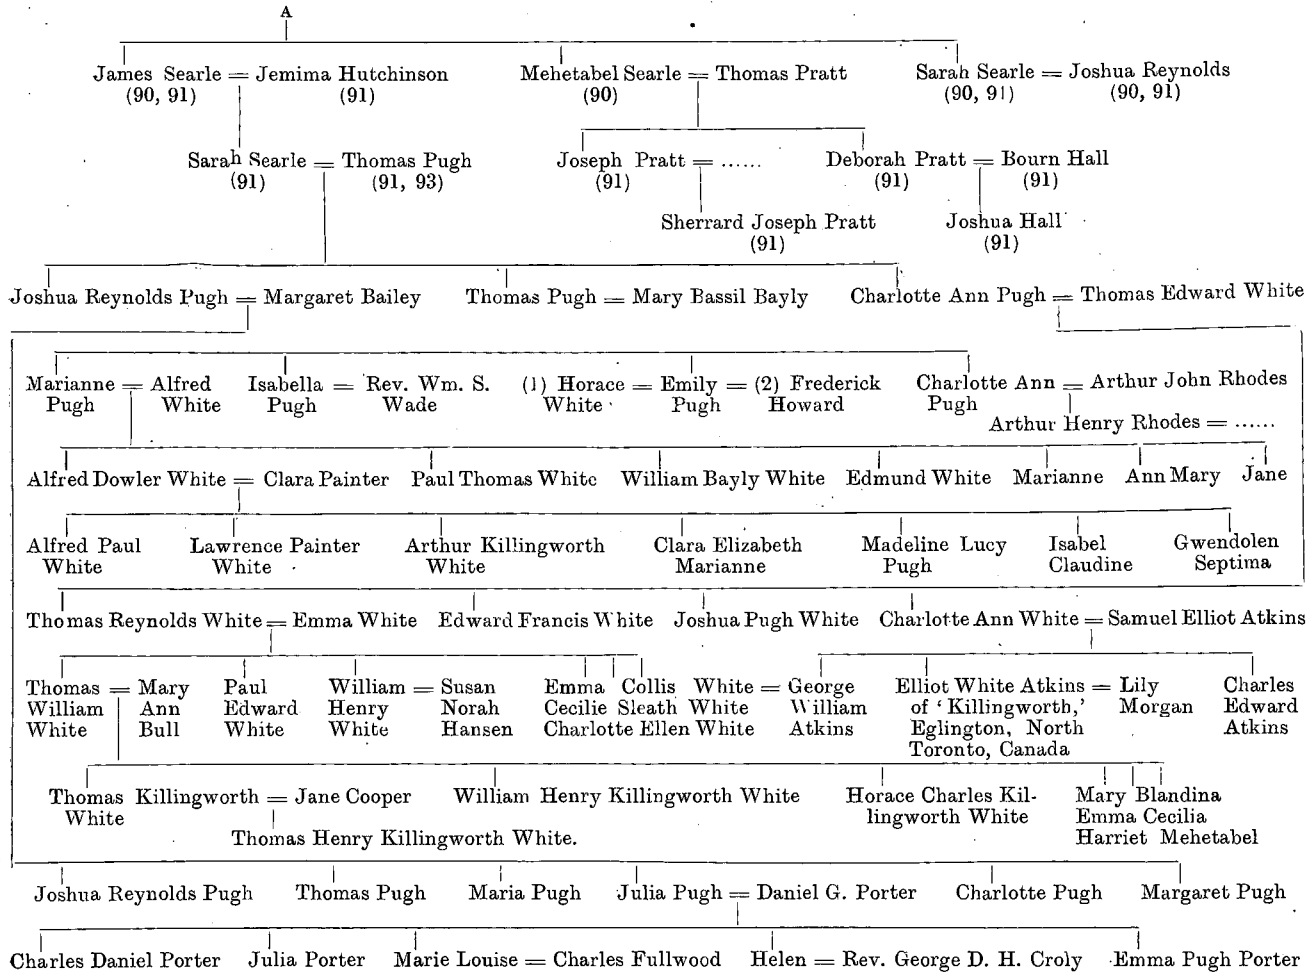 A
James Searle = Jemima Hutchinson Mehetabel Searle = Thomas Pratt Sarah Searle = Joshua Reynolds
(90, 91) (91) (90) (90, 91) (90, 91)
Sarah Searle = Thomas Pugh Joseph Pratt = ...... Deborah Pratt = Bourn Hall
(91) (91, 93) (91) (91) (91)
Sherrard Joseph Pratt Joshua Hall
(91) (91)
Joshua Reynolds Pugh = Margaret Bailey Thomas Pugh = Mary Bassil Bayly Charlotte Ann Pugh = Thomas Edward White
Marianne = Alfred Isabella = Rev. Wm. S. (1) Horace = Emily = (2) Frederick Charlotte Ann = Arthur John Rhodes
Pugh White Pugh Wade White Pugh Howard Pugh
Arthur Henry Rhodes = ......
Alfred Dowler White = Clara Painter Paul Thomas White William Bayly White Edmund White Marianne Ann Mary Jane
Alfred Paul Lawrence Painter Arthur Killingworth Clara Elizabeth Madeline Lucy Isabel Gwendolen
White White White Marianne Pugh Claudine Septima
Thomas Reynolds White = Emma White Edward Francis White Joshua Pugh White Charlotte Ann White = Samuel Elliot Atkins
Thomas = Mary Paul William = Susan Emma Collis White = George Elliot White Atkins = Lily Charles
William Ann Edward Henry Norah Cecilie Sleath White William of ‘Killingworth,’ Morgan Edward
White Bull White White Hansen Charlotte Ellen White Atkins Eglington, North Atkins
Toronto, Canada
Thomas Killingworth = Jane Cooper William Henry Killingworth White Horace Charles Kil- Mary Blandina
White lingworth White Emma Cecilia
Thomas Henry Killingworth White. Harriet Mehetabel
Joshua Reynolds Pugh Thomas Pugh Maria Pugh Julia Pugh = Daniel G. Porter Charlotte Pugh Margaret Pugh
Charles Daniel Porter Julia Porter Marie Louise = Charles Fullwood Helen = Rev. George D. H. Croly Emma Pugh Porter